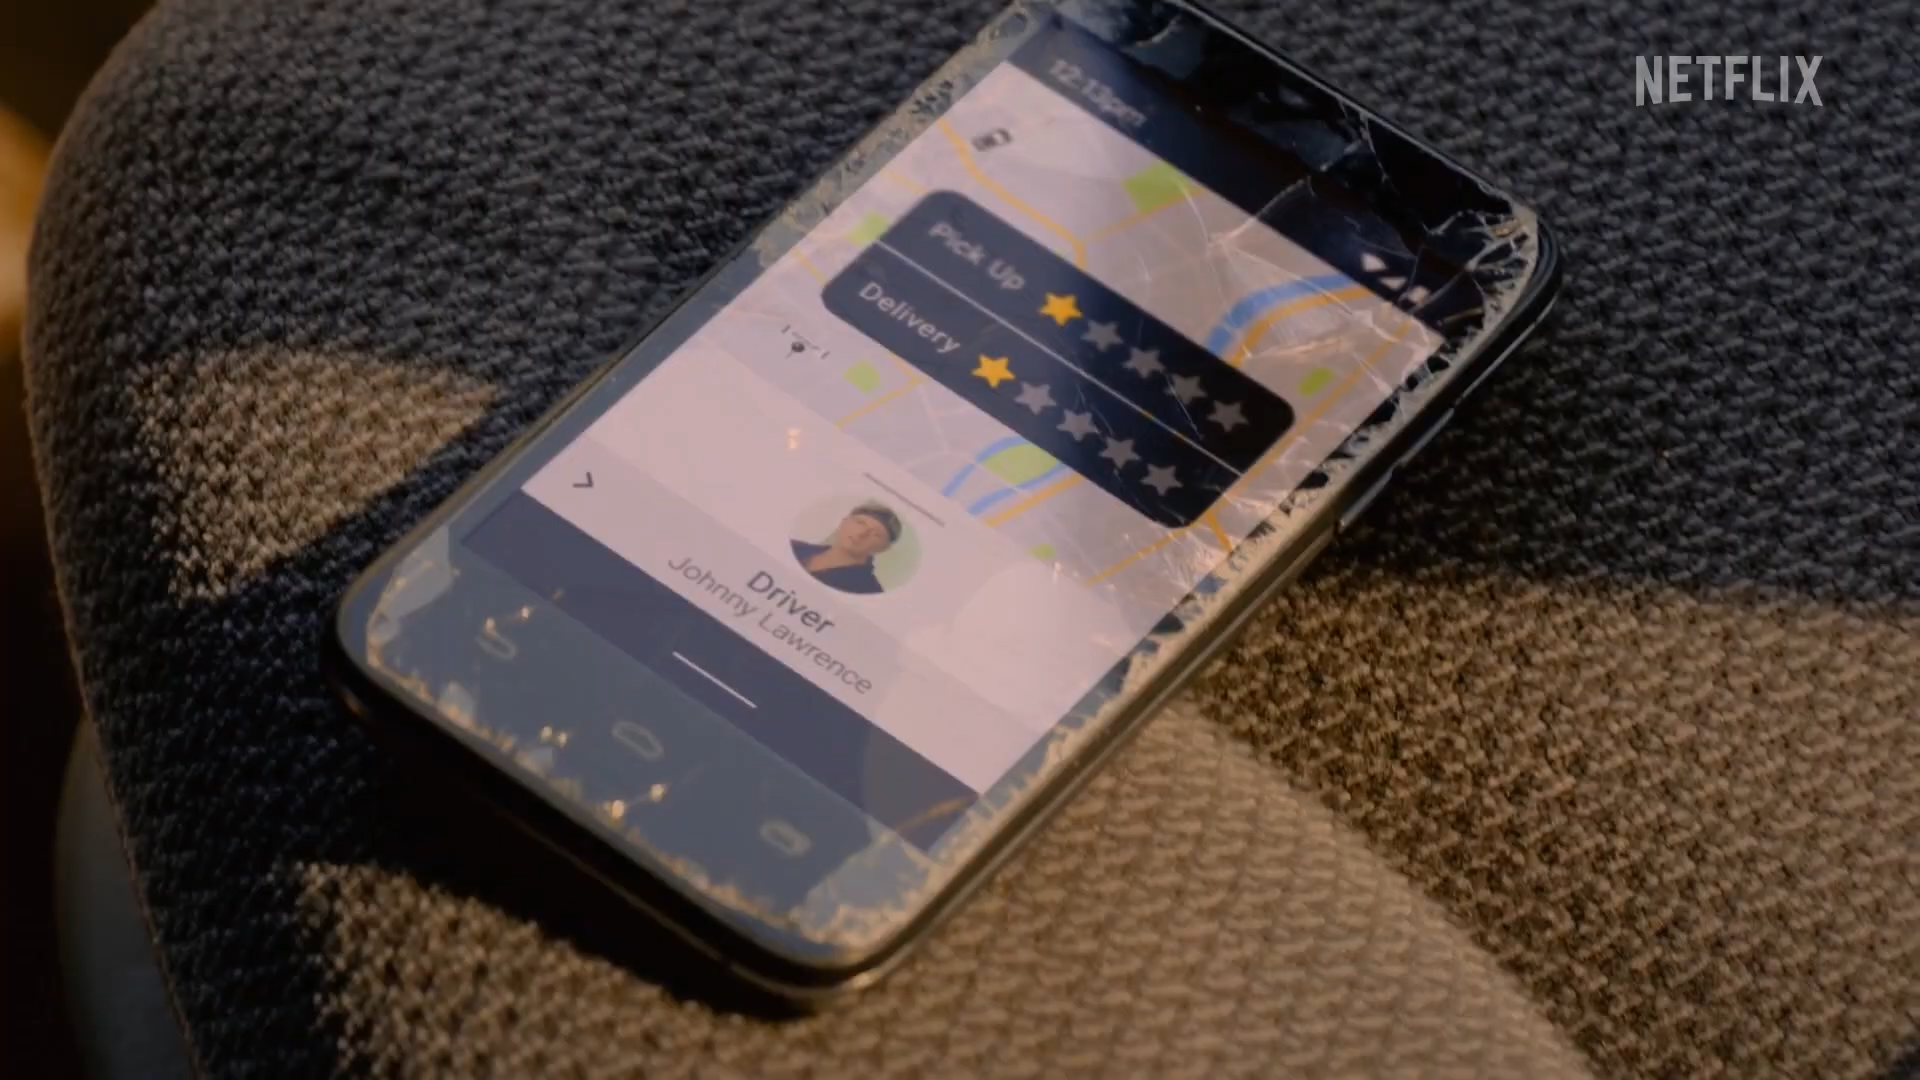 NETFLIX
12:13pm
Pick Up
Delivery
Driver
Johnny Lawrence